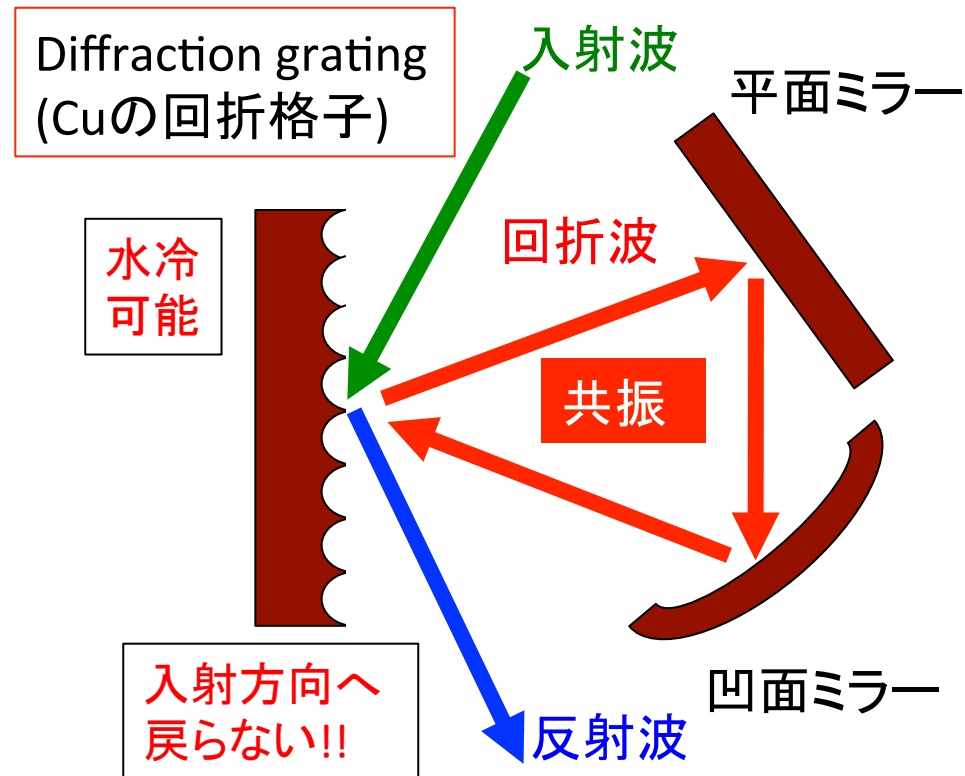 Diffraction grating
(Cuの回折格子)
入射波
平面ミラー
水冷
可能
回折波
共振
入射方向へ
戻らない!!
反射波
凹面ミラー